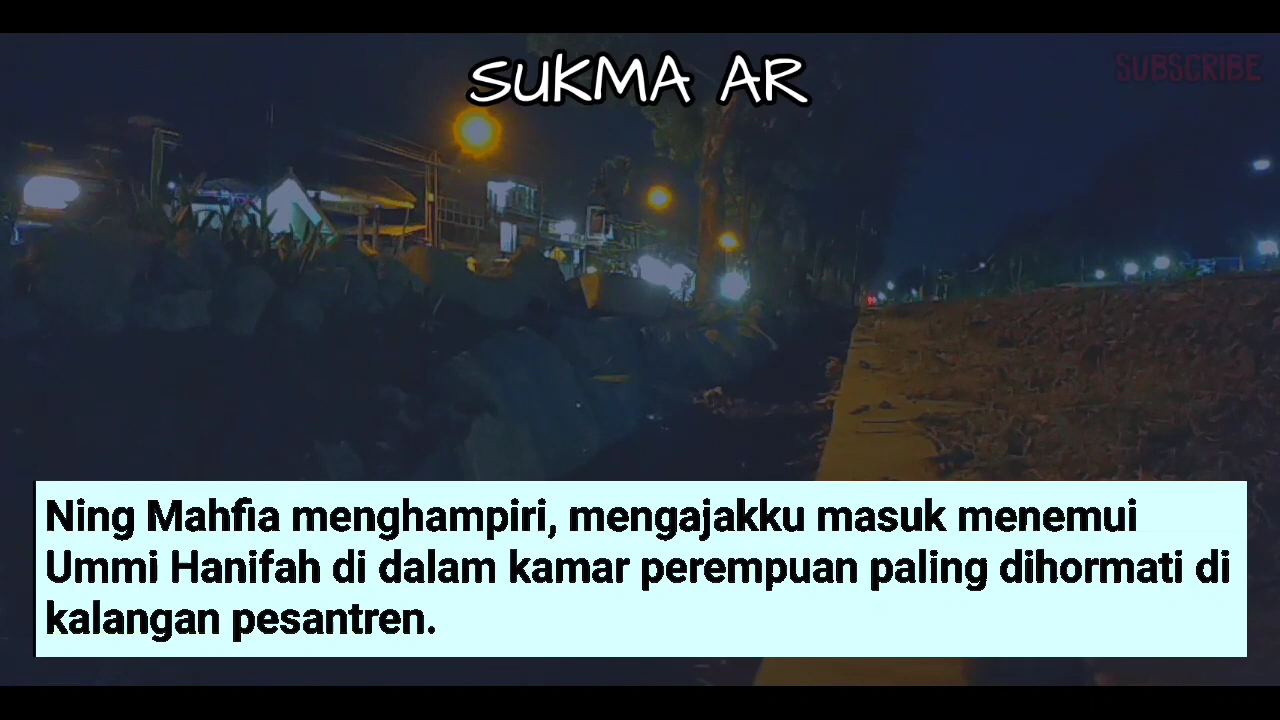 SUKMA AR
SUBSCRIBE
Ning Mahfia menghampiri, mengajakku masuk menemui
Ummi Hanifah di dalam kamar perempuan paling dihormati di
kalangan pesantren.